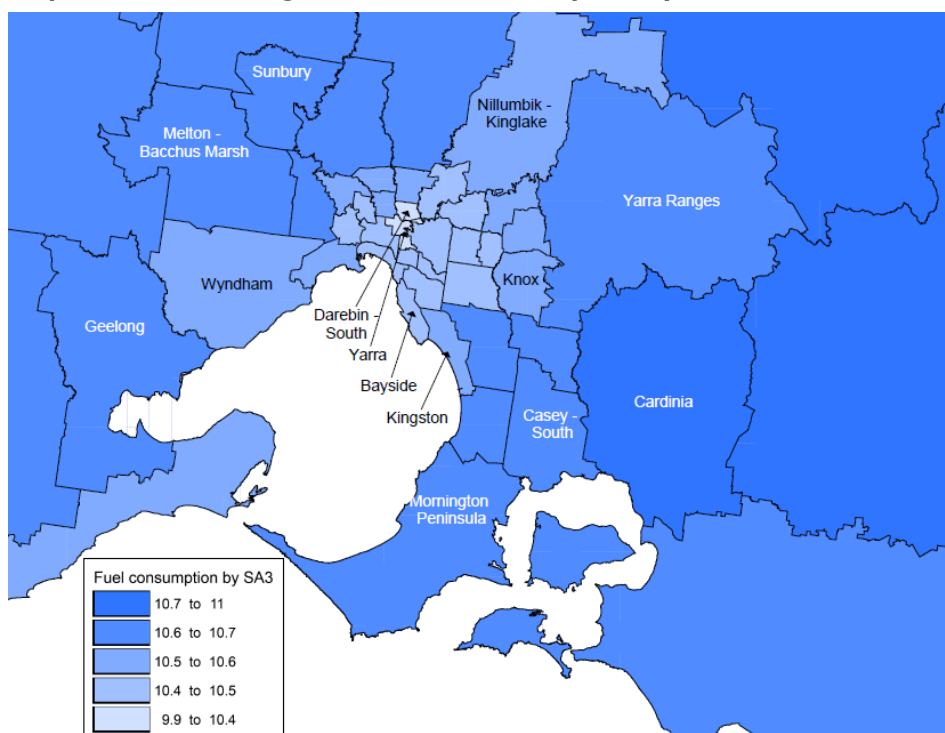 Sunbury
Nillumbik -
Kinglake
Melton -
Bacchus Marsh
Yarra Ranges
Wyndham
Knox
Geelong
Darebin -
South
Yarra
Bayside
Kingston
Cardinia
Casey -
South
Mornington
Peninsula
Fuel consumption by SA3
10.7 to 11
10.6 to 10.7
10.5 to 10.6
10.4 to 10.5
9.9 to 10.4